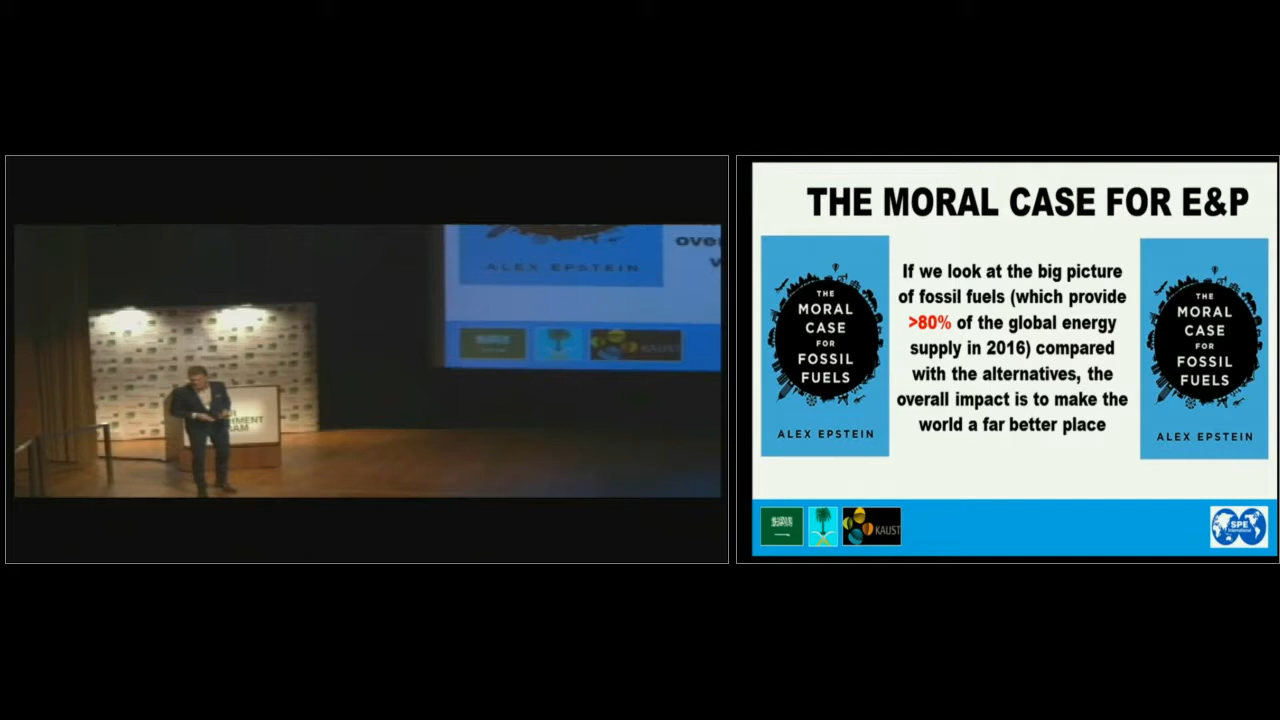 ALEX EPSTEIN
KAUST
THE MORAL CASE FOR E&P
THE
MORAL
CASE
FOR
FOSSIL
FUELS
ALEX EPSTEIN
If we look at the big picture
of fossil fuels (which provide
>80% of the global energy
supply in 2016) compared
with the alternatives, the
overall impact is to make the
world a far better place
THE
MORAL
CASE
FOR
FOSSIL
FUELS
ALEX EPSTEIN
KAUST
SPE
International